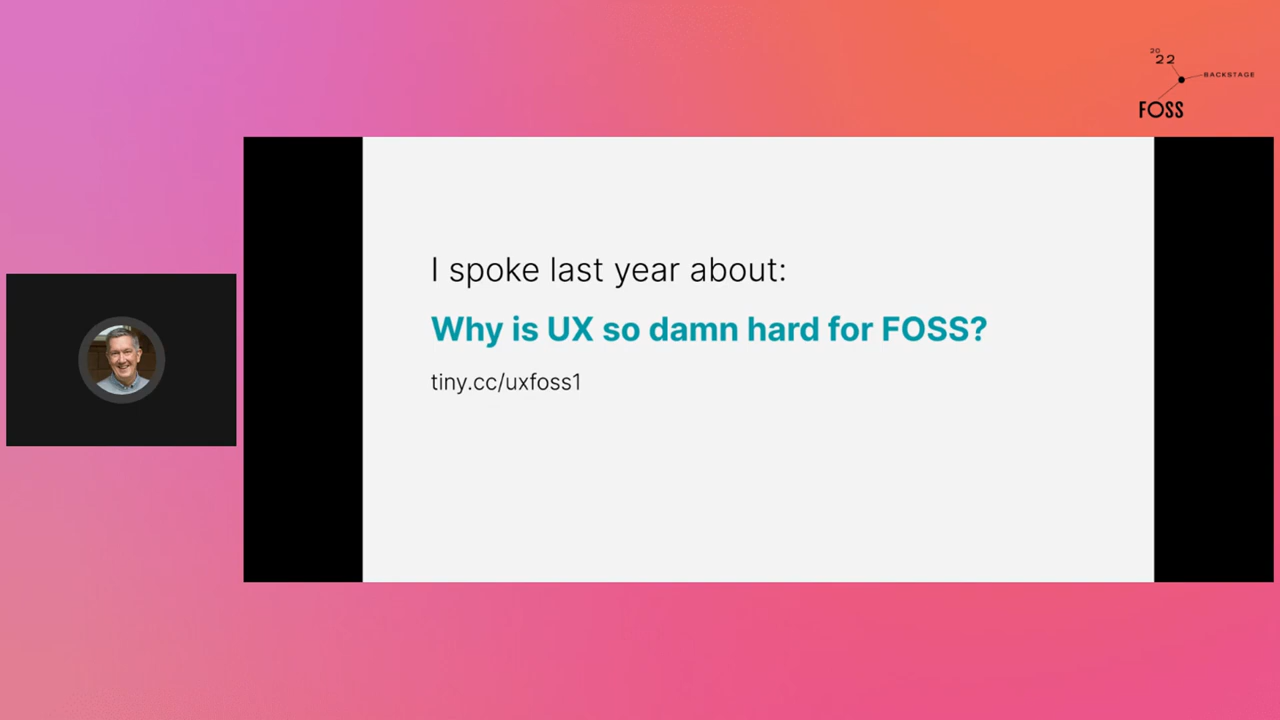 20
22
BACKSTAGE
FOSS
I spoke last year about:
Why is UX so damn hard for FOSS?
tiny.cc/uxfoss1